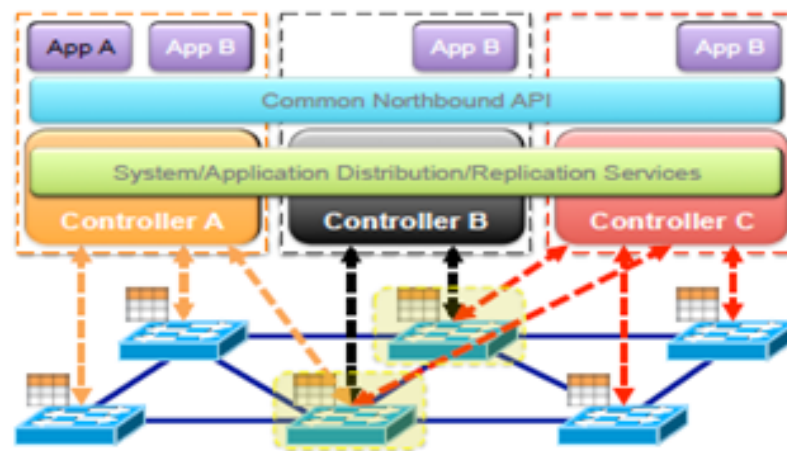 App A
App B
App B
App B
Common Northbound API
System/Application Distribution/Replication Services
Controller A
Controller B
Controller C